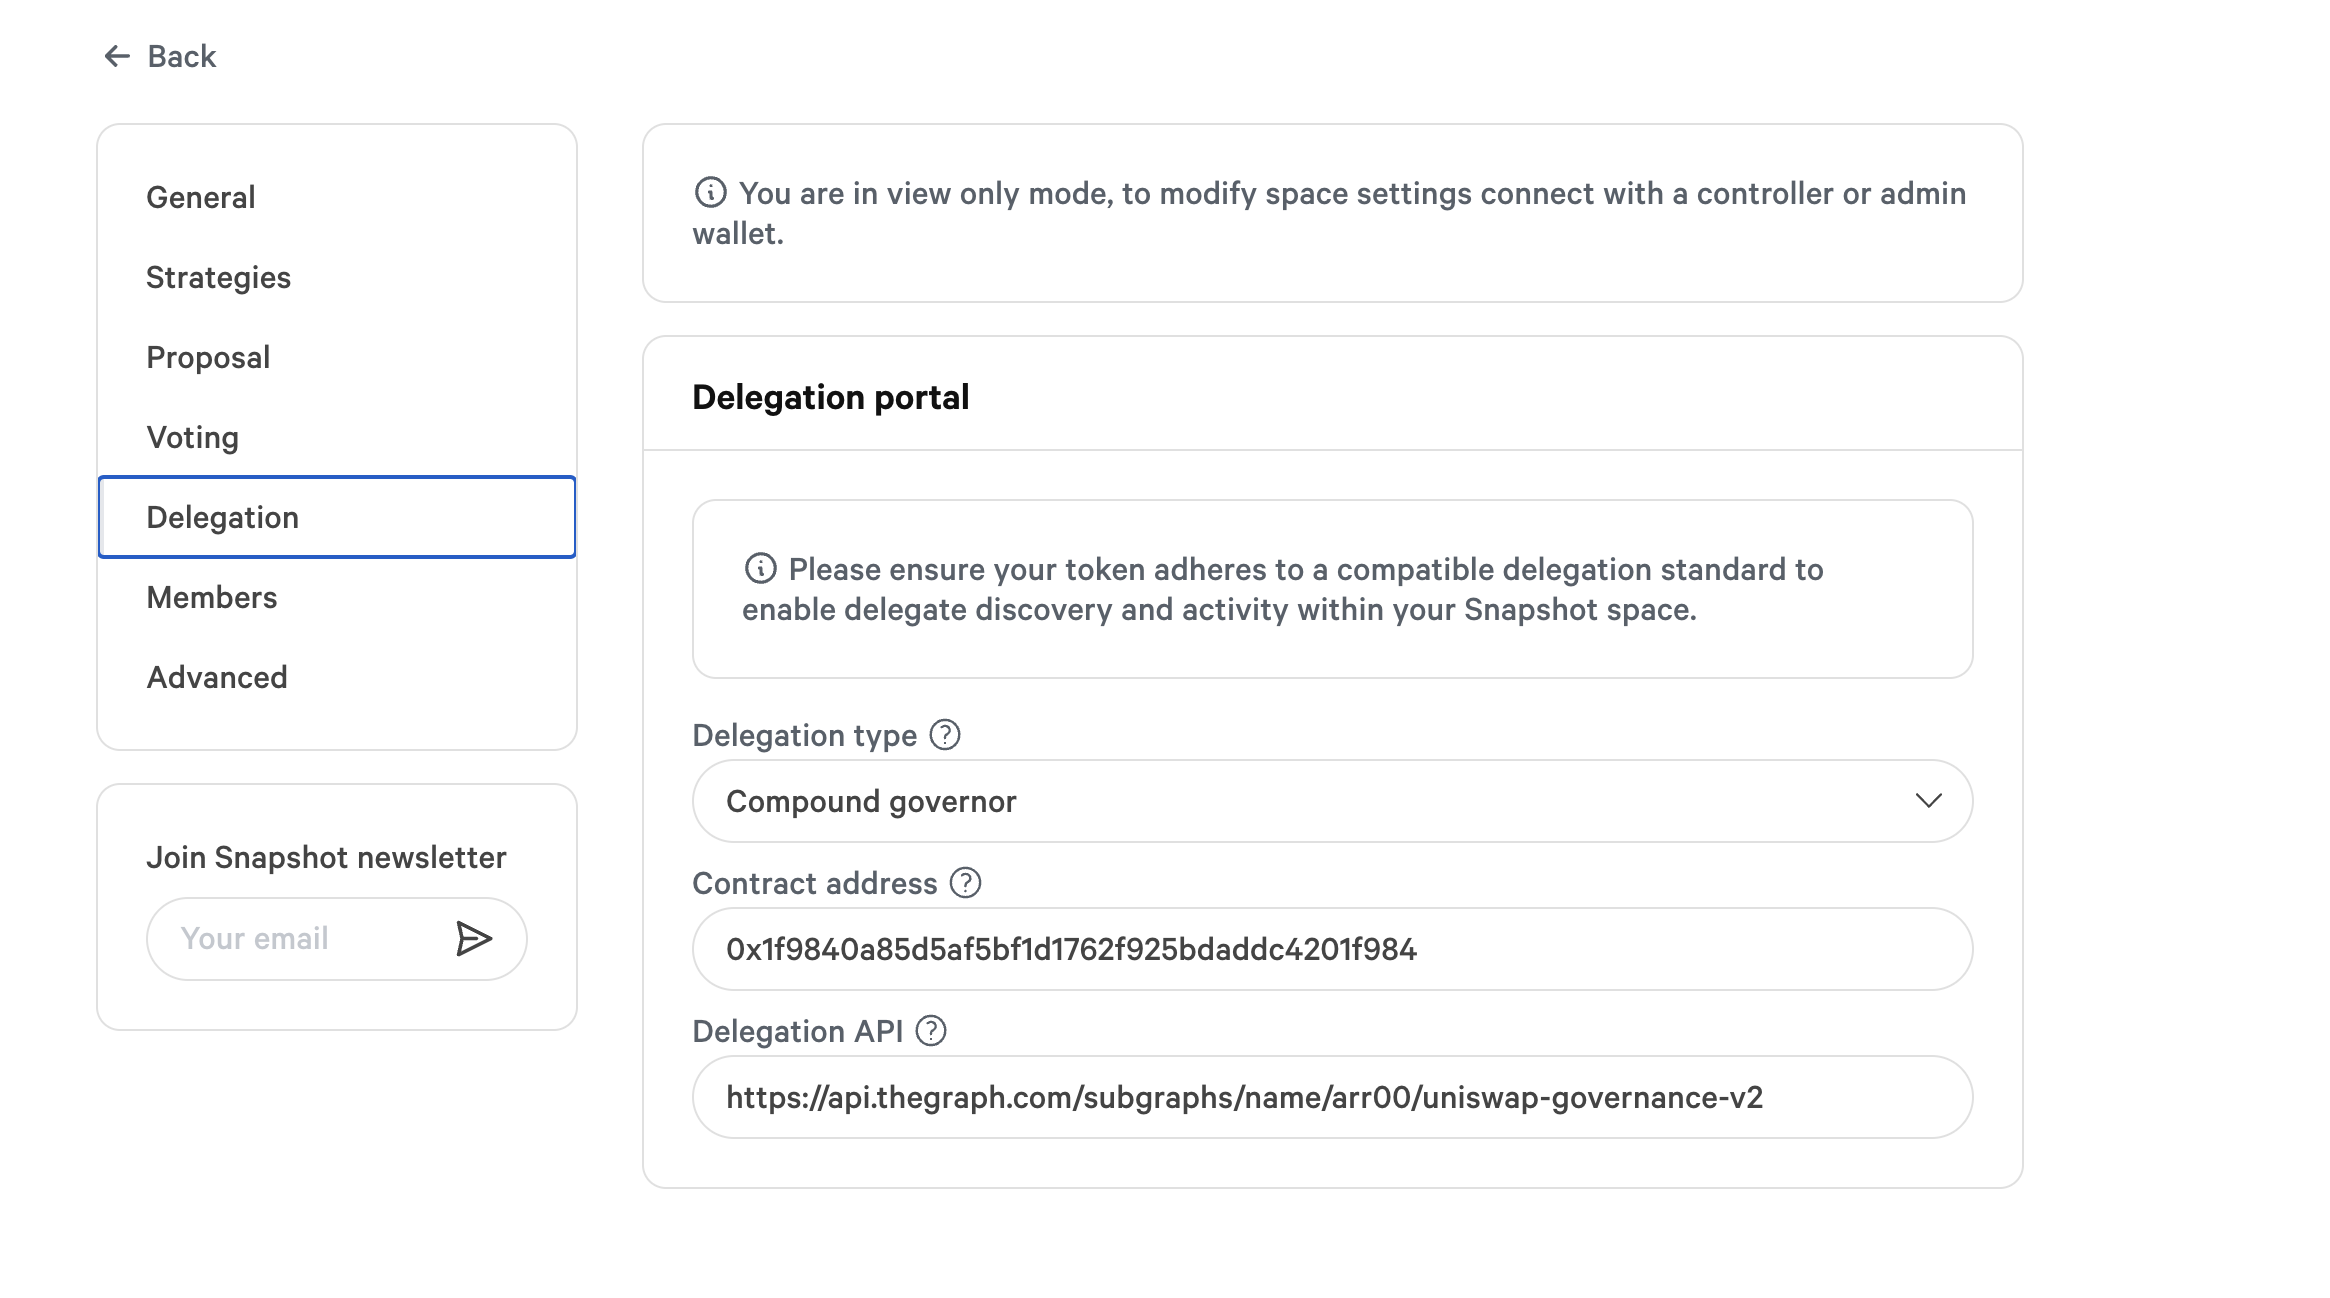 Back
General
Strategies
Proposal
Voting
Delegation
Members
Advanced
Join Snapshot newsletter
Your email
You are in view only mode, to modify space settings connect with a controller or admin
wallet.
Delegation portal
Please ensure your token adheres to a compatible delegation standard to
enable delegate discovery and activity within your Snapshot space.
Delegation type
Compound governor
Contract address
0x1f9840a85d5af5bf1d1762f925bdaddc4201f984
Delegation API
https://api.thegraph.com/subgraphs/name/arr00/uniswap-governance-v2